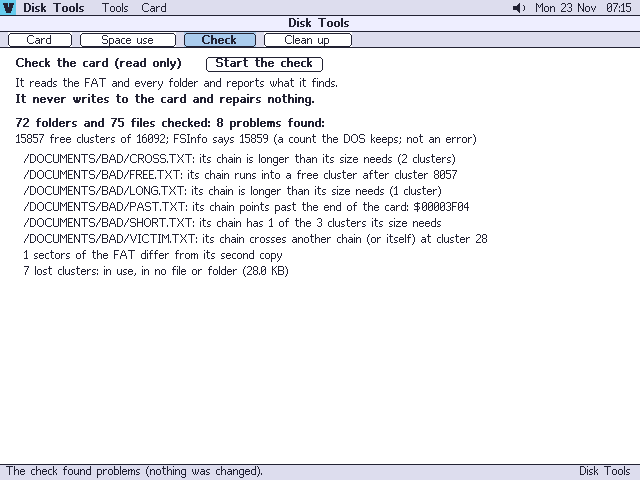 V Disk Tools Tools Card Mon 23 Nov 07:15
Disk Tools
Card Space use Check Clean up
Check the card (read only) Start the check
It reads the FAT and every folder and reports what it finds.
It never writes to the card and repairs nothing.
72 folders and 75 files checked: 8 problems found:
15857 free clusters of 16092; FSInfo says 15859 (a count the DOS keeps; not an error)
/DOCUMENTS/BAD/CROSS.TXT: its chain is longer than its size needs (2 clusters)
/DOCUMENTS/BAD/FREE.TXT: its chain runs into a free cluster after cluster 8057
/DOCUMENTS/BAD/LONG.TXT: its chain is longer than its size needs (1 cluster)
/DOCUMENTS/BAD/PAST.TXT: its chain points past the end of the card: $00003F04
/DOCUMENTS/BAD/SHORT.TXT: its chain has 1 of the 3 clusters its size needs
/DOCUMENTS/BAD/VICTIM.TXT: its chain crosses another chain (or itself) at cluster 28
1 sectors of the FAT differ from its second copy
7 lost clusters: in use, in no file or folder (28.0 KB)
The check found problems (nothing was changed). Disk Tools